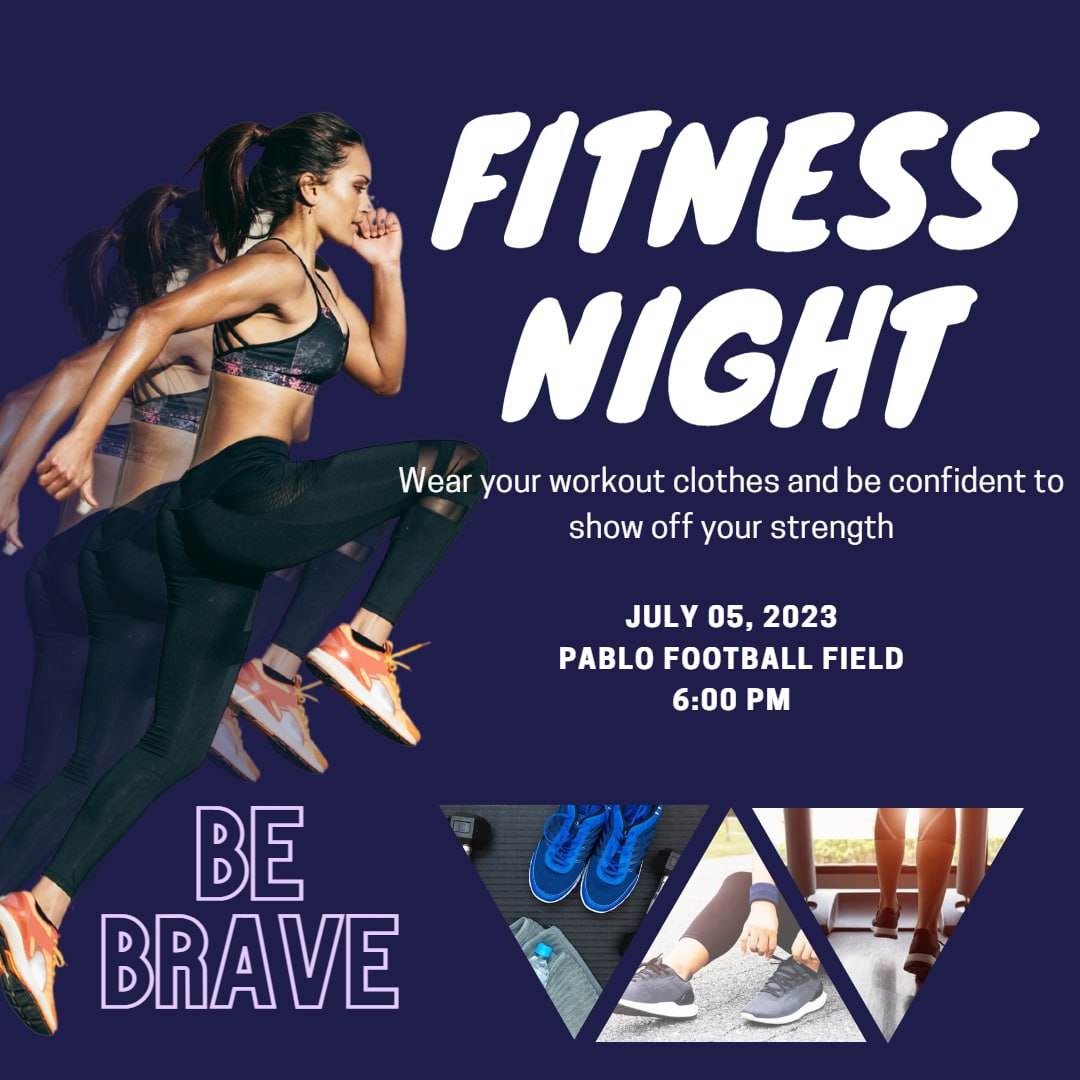 FITNESS
NIGHT
Wear your workout clothes and be confident to
show off your strength
JULY 05, 2023
PABLO FOOTBALL FIELD
6:00 PM
BE
BRAVE